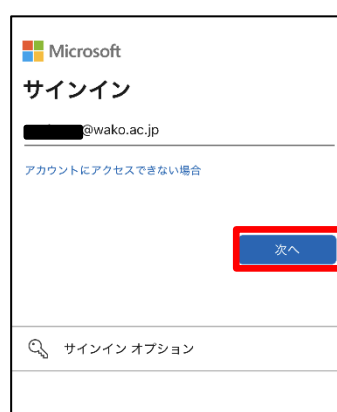 Microsoft
サインイン
@wako.ac.jp
アカウントにアクセスできない場合
次へ
サインイン オプション